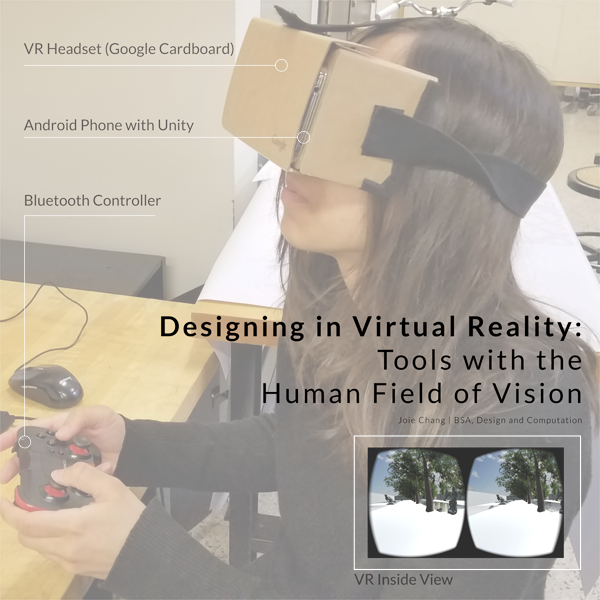 VR Headset (Google Cardboard)
Android Phone with Unity
Bluetooth Controller
Designing in Virtual Reality:
Tools with the
Human Field of Vision
Joie Chang | BSA, Design and Computation
VR Inside View